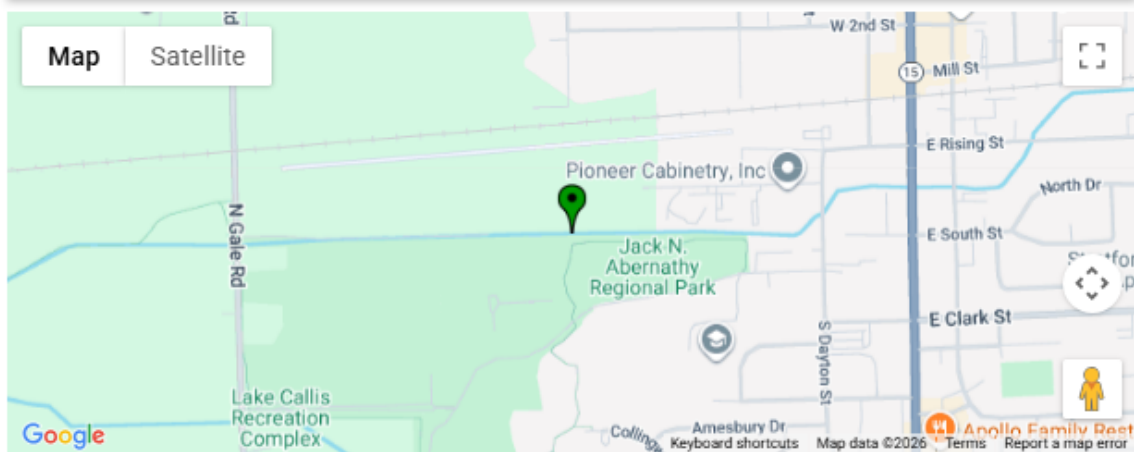 Rd
W 2nd St
Map
Satellite
15
Mill St
E Rising St
Pioneer Cabinetry, Inc
North Dr
N Gale Rd
E South St
Jack N.
Abernathy
Regional Park
E Clark St
S Dayton St
Lake Callis
Recreation
Complex
Google
Amesbury Dr
Apollo Family Rest
Keyboard shortcuts
Map data ©2026
Terms
Report a map error